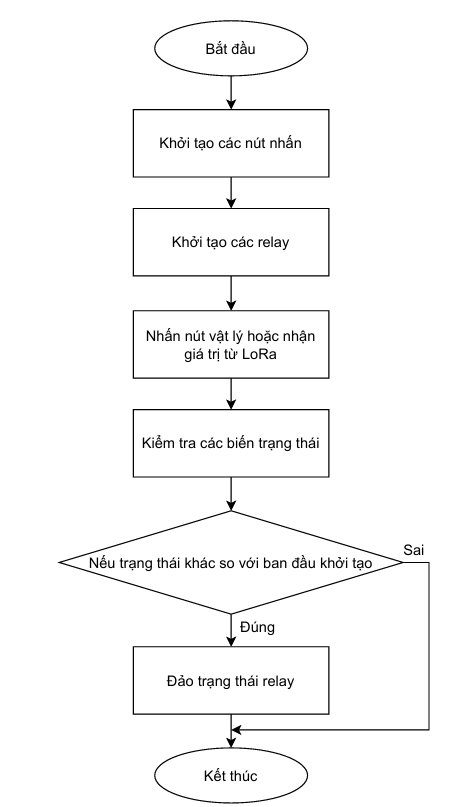 Bắt đầu
Khởi tạo các nút nhấn
Khởi tạo các relay
Nhấn nút vật lý hoặc nhận
giá trị từ LoRa
Kiểm tra các biến trạng thái
Nếu trạng thái khác so với ban đầu khởi tạo
Sai
Đúng
Đảo trạng thái relay
Kết thúc